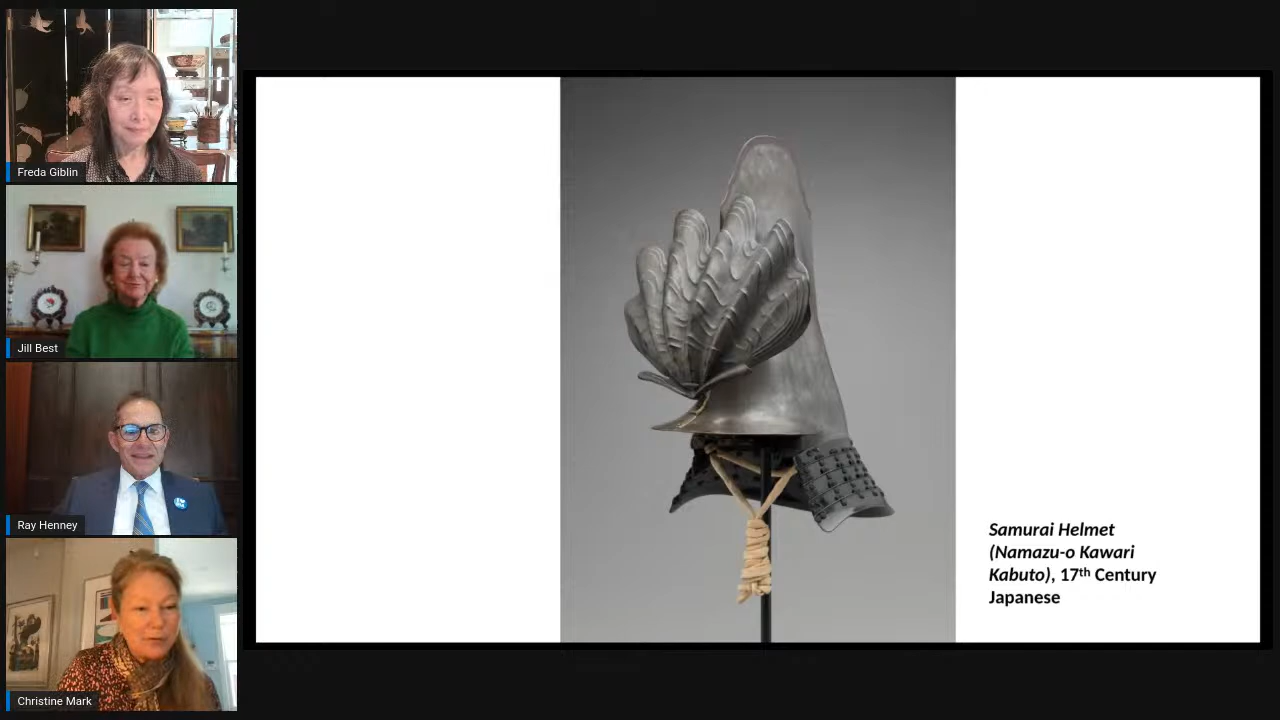 Freda Giblin
Jill Best
Ray Henney
Christine Mark
Samurai Helmet
(Namazu-o Kawari
Kabuto), 17th Century
Japanese